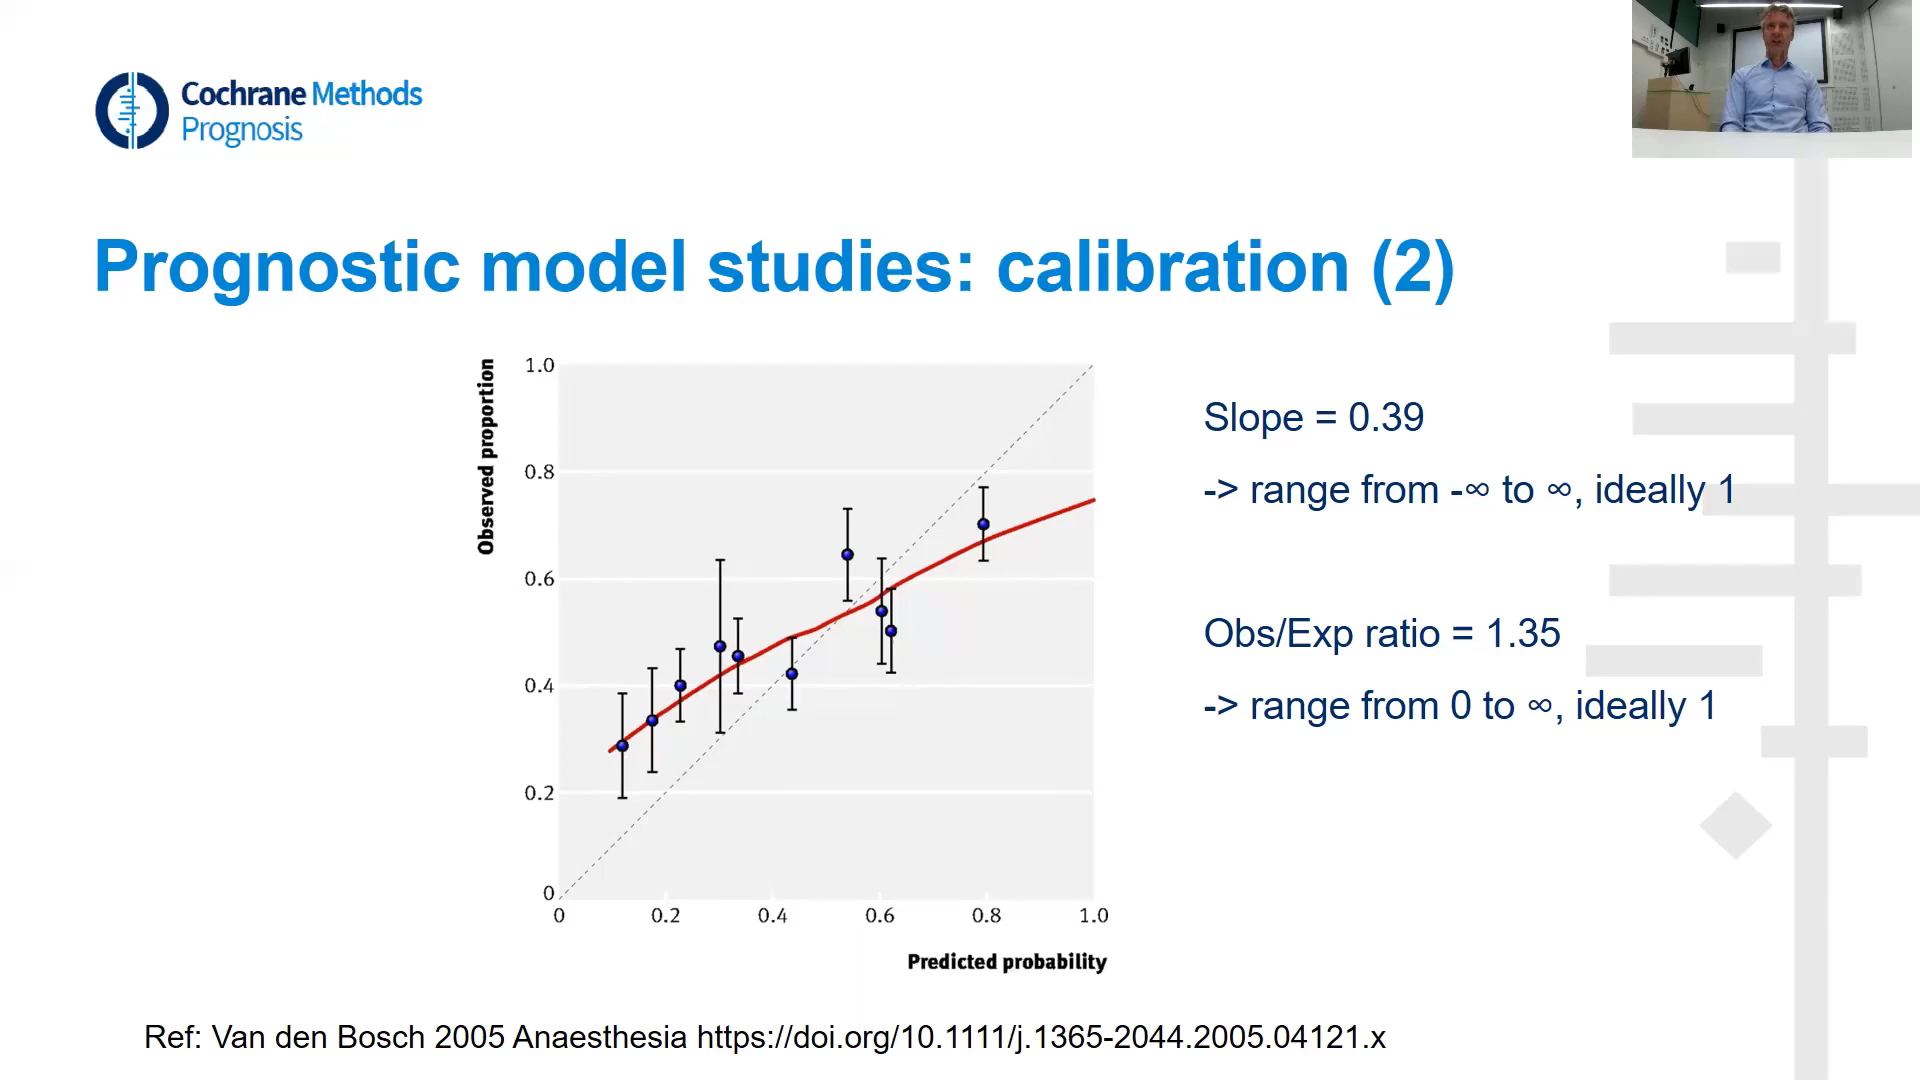 Cochrane Methods
Prognosis
Prognostic model studies: calibration (2)
Observed proportion
1.0
0.8
0.6
0.4
0.2
0
0
0.2
0.4
0.6
0.8
1.0
Predicted probability
Slope = 0.39
-> range from -∞ to ∞, ideally 1
Obs/Exp ratio = 1.35
-> range from 0 to ∞, ideally 1
Ref: Van den Bosch 2005 Anaesthesia https://doi.org/10.1111/j.1365-2044.2005.04121.x